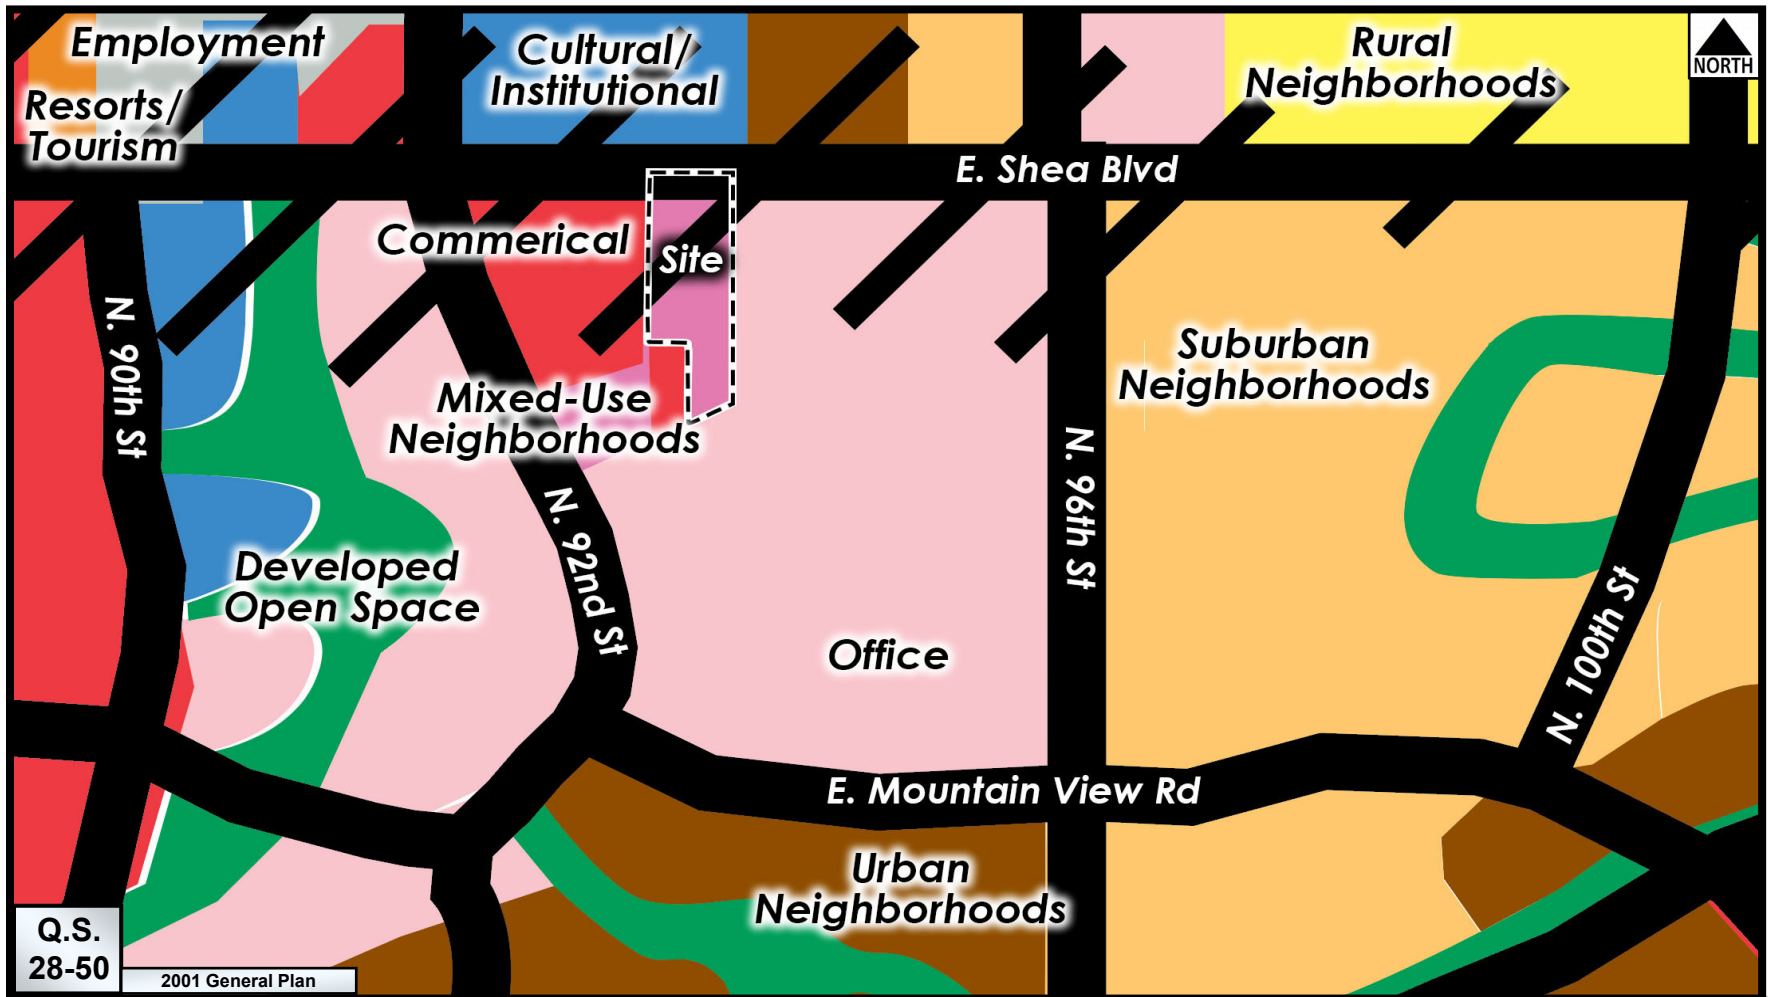 Employment
Cultural/
Institutional
Rural
Neighborhoods
NORTH
Resorts/
Tourism
E. Shea Blvd
Commerical
Site
N. 90th St
Suburban
Neighborhoods
Mixed-Use
Neighborhoods
N. 96th St
N. 92nd St
Developed
Open Space
Office
N. 100th St
E. Mountain View Rd
Urban
Neighborhoods
Q.S.
28-50
2001 General Plan